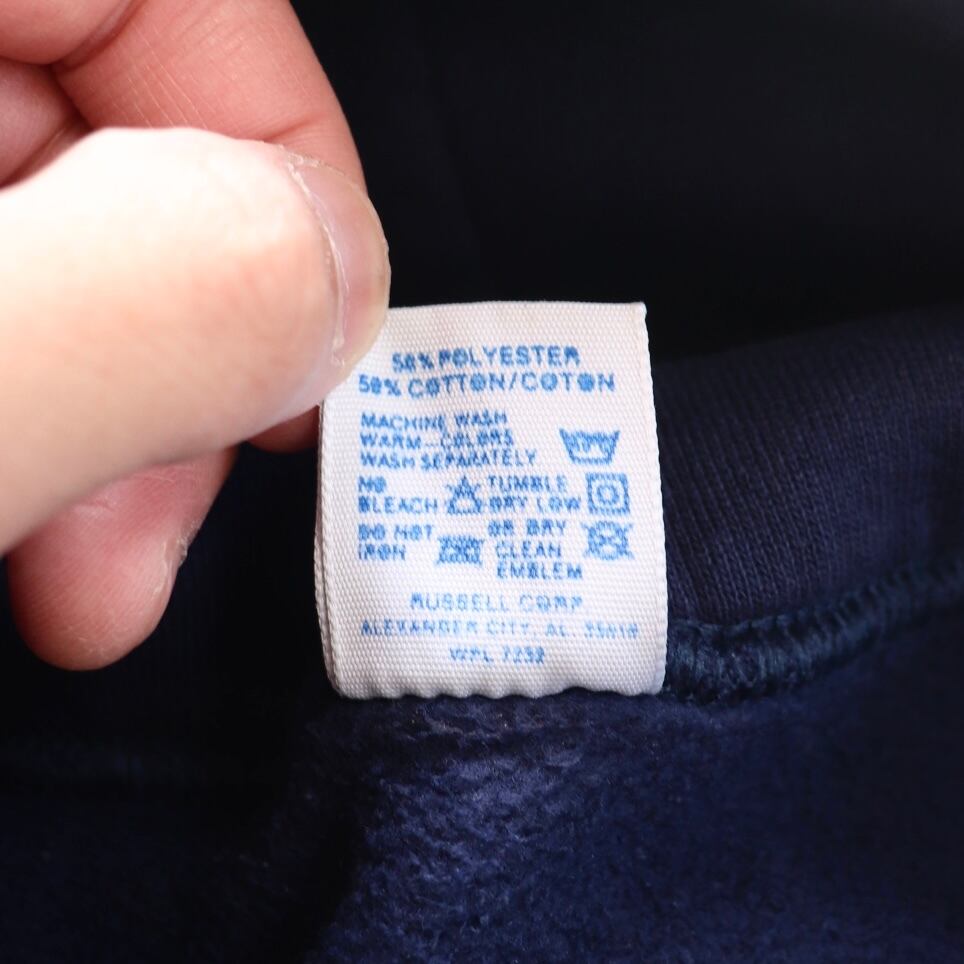 50% POLYESTER
50% COTTON/COTON
MACHINE WASH
WARM-COLORS
WASH SEPARATELY
NO
BLEACH
TUMBLE
DRY LOW
DO NOT
IRON
OR DRY
CLEAN
EMBLEM
RUSSELL CORP
ALEXANDER CITY, AL.
WPL 7252